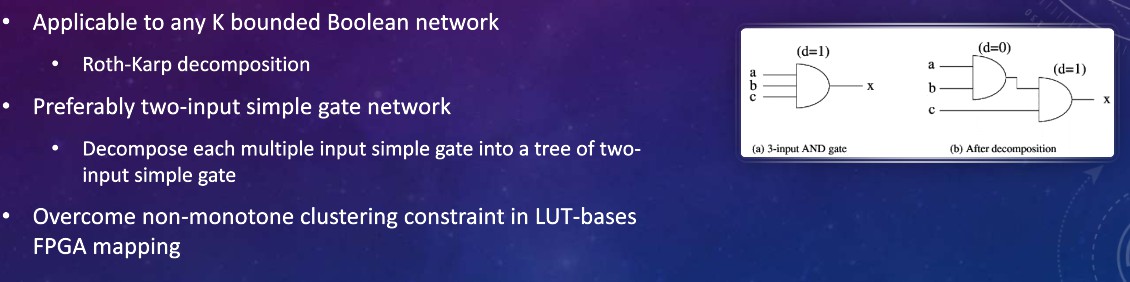 • Applicable to any K bounded Boolean network
• Roth-Karp decomposition
• Preferably two-input simple gate network
• Decompose each multiple input simple gate into a tree of two-
input simple gate
• Overcome non-monotone clustering constraint in LUT-bases
FPGA mapping
(d=1)
a
b
c
x
(a) 3-input AND gate
(d=0)
(d=1)
a
b
c
x
(b) After decomposition